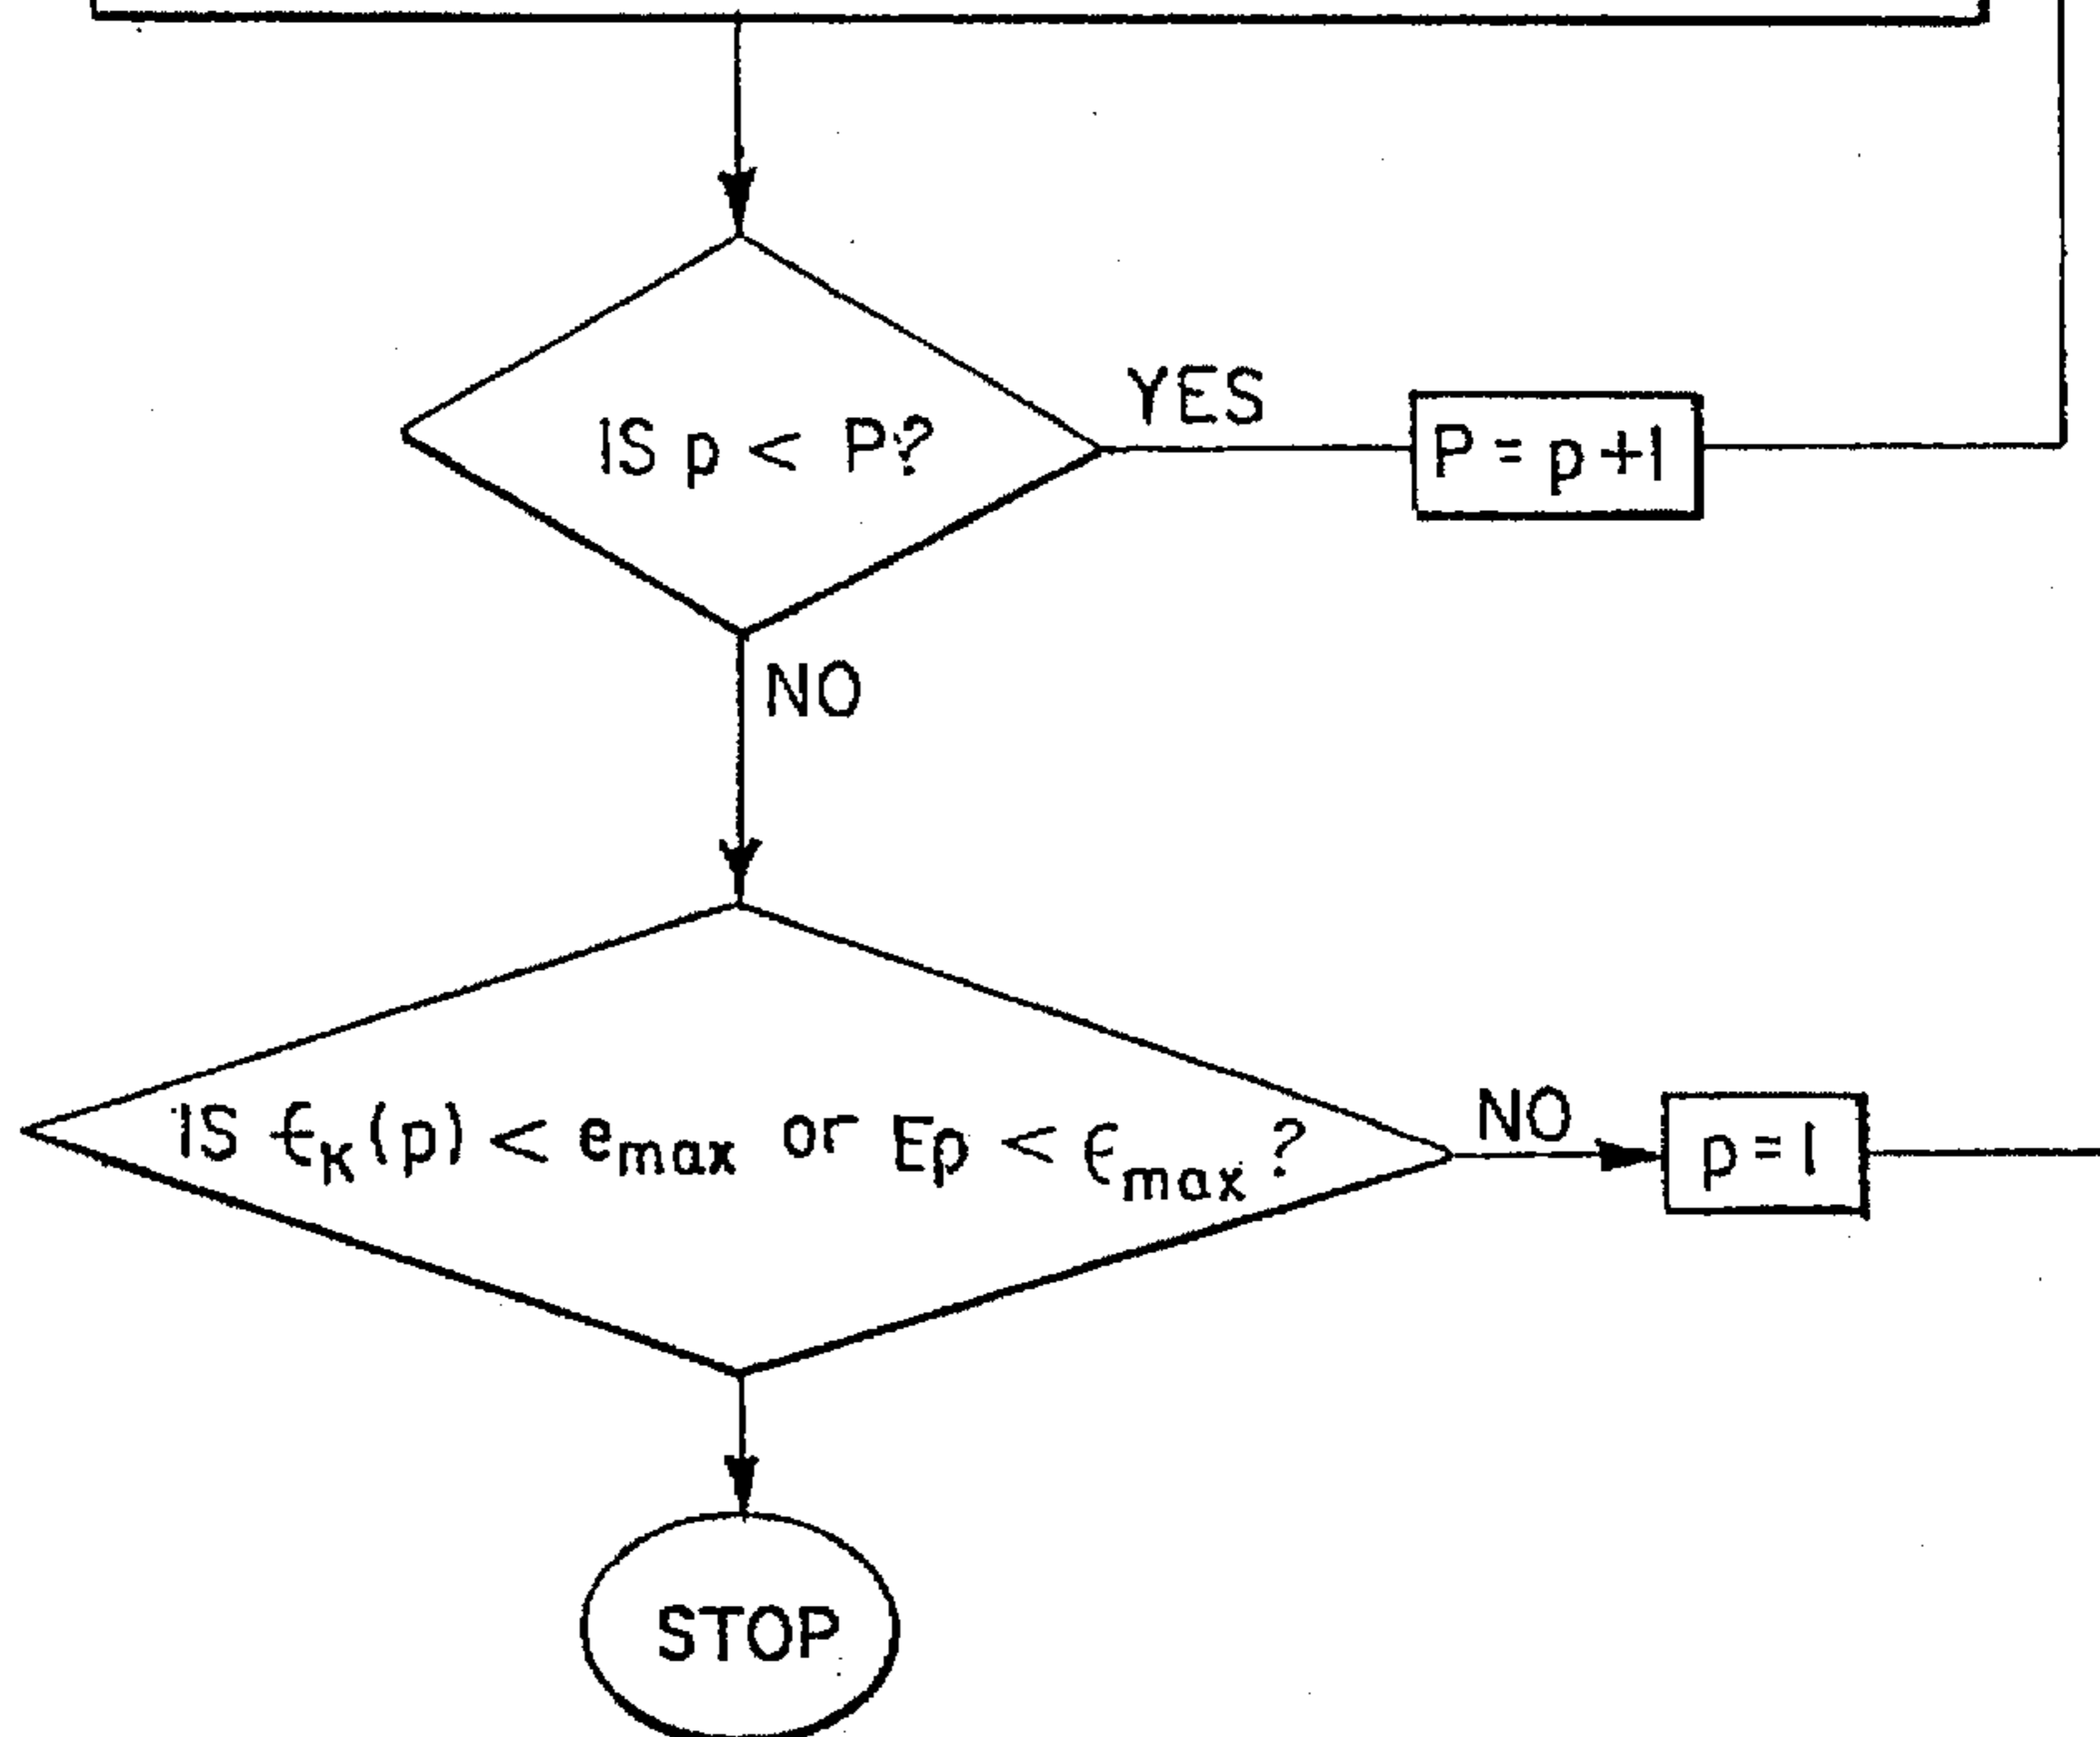 YES
IS p < P?
P = p+1
NO
IS ϵₖ(p) < eₘₐₓ or Ep < ϵₘₐₓ ?
NO
p = 1
STOP